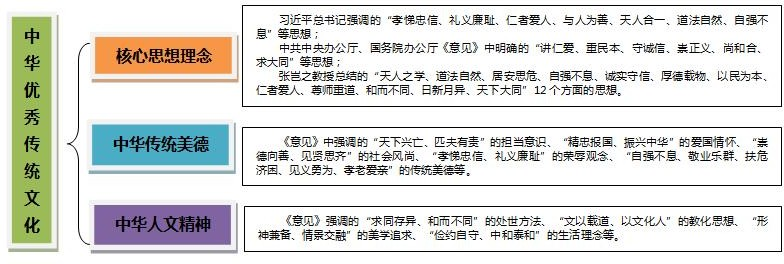 中华优秀传统文化
核心思想理念
习近平总书记强调的“孝悌忠信、礼义廉耻、仁者爱人、与人为善、天人合一、道法自然、自强不
息”等思想；
中共中央办公厅、国务院办公厅《意见》中明确的“讲仁爱、重民本、守诚信、崇正义、尚和合、
求大同”等思想；
张岂之教授总结的“天人之学、道法自然、居安思危、自强不息、诚实守信、厚德载物、以民为本、
仁者爱人、尊师重道、和而不同、日新月异、天下大同”12个方面的思想。
中华传统美德
《意见》中强调的“天下兴亡、匹夫有责”的担当意识、“精忠报国、振兴中华”的爱国情怀、“崇
德向善、见贤思齐”的社会风尚、“孝悌忠信、礼义廉耻”的荣辱观念、“自强不息、敬业乐群、扶危
济困、见义勇为、孝老爱亲”的传统美德等。
中华人文精神
《意见》强调的“求同存异、和而不同”的处世方法、“文以载道、以文化人”的教化思想、“形
神兼备、情景交融”的美学追求、“俭约自守、中和泰和”的生活理念等。